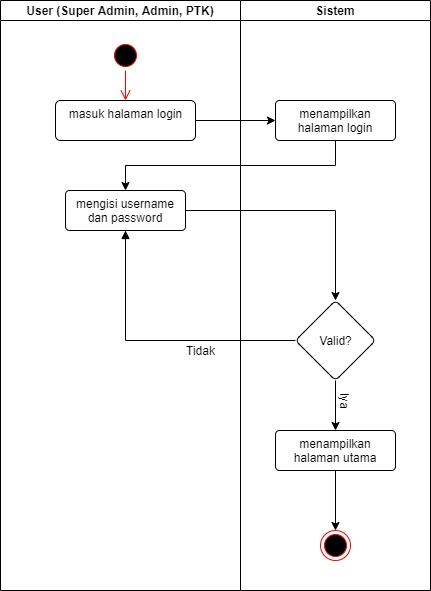 User (Super Admin, Admin, PTK)
Sistem
masuk halaman login
menampilkan
halaman login
mengisi username
dan password
Valid?
Tidak
Iya
menampilkan
halaman utama